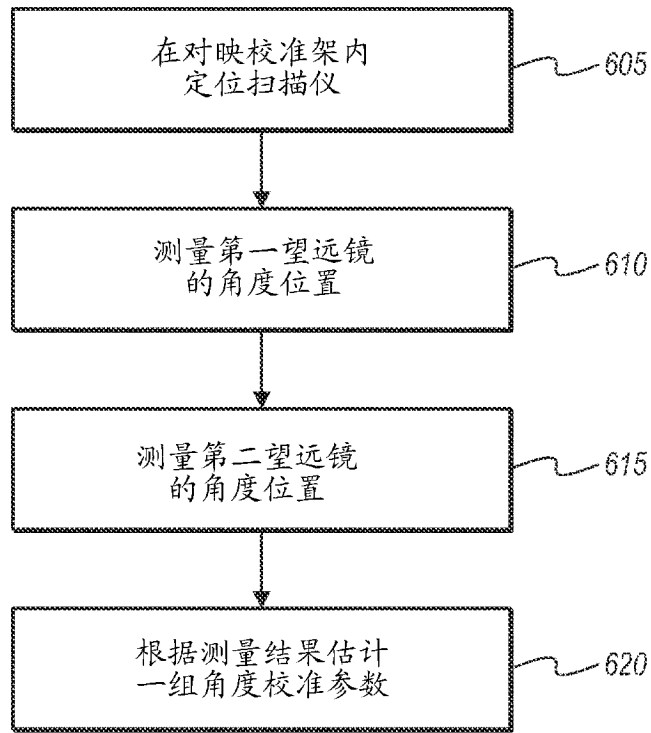 在对映校准架内
定位扫描仪
605
测量第一望远镜
的角度位置
610
测量第二望远镜
的角度位置
615
根据测量结果估计
一组角度校准参数
620